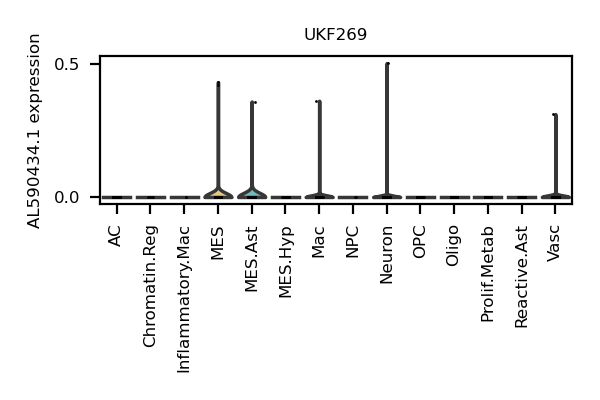 UKF269
AL590434.1 expression
0.5
0.0
AC
Chromatin.Reg
Inflammatory.Mac
MES
MES.Ast
MES.Hyp
Mac
NPC
Neuron
OPC
Oligo
Prolif.Metab
Reactive.Ast
Vasc